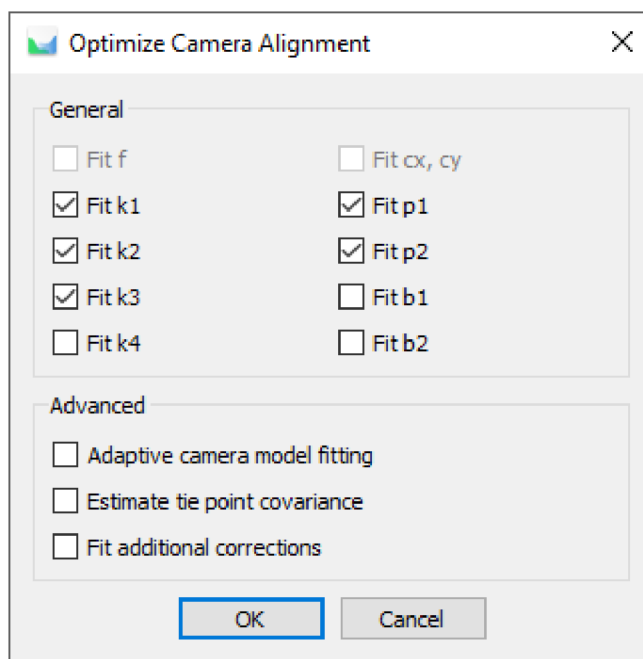 Optimize Camera Alignment
General
Fit f
Fit cx, cy
Fit k1
Fit p1
Fit k2
Fit p2
Fit k3
Fit b1
Fit k4
Fit b2
Advanced
Adaptive camera model fitting
Estimate tie point covariance
Fit additional corrections
OK
Cancel